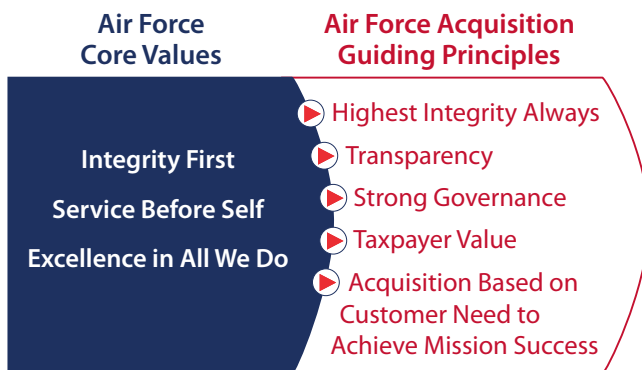 Air Force
Core Values
Air Force Acquisition
Guiding Principles
Integrity First
Service Before Self
Excellence in All We Do
Highest Integrity Always
Transparency
Strong Governance
Taxpayer Value
Acquisition Based on
Customer Need to
Achieve Mission Success